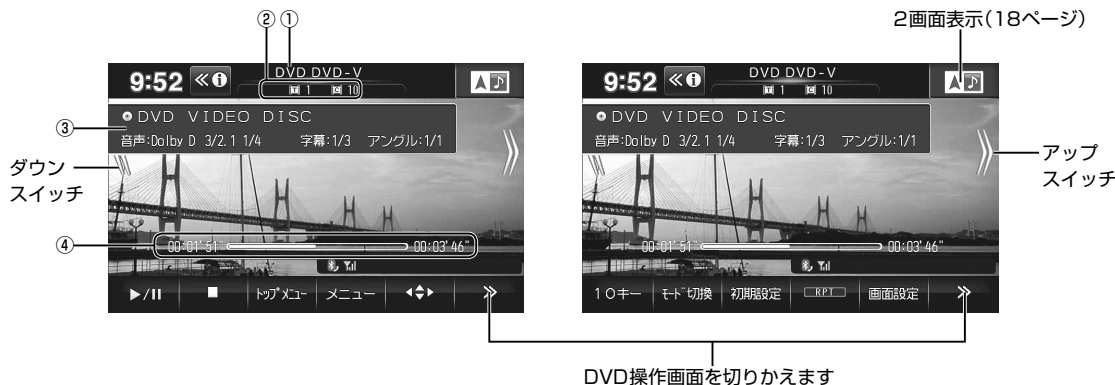 ② ①
2画面表示(18ページ)
9:52 ≪ DVD DVD-V
T 1 C 10
③
DVD VIDEO DISC
音声:Dolby D 3/2.1 1/4 字幕:1/3 アングル:1/1
ダウン
スイッチ
④
00:01'51" 00:03'46"
▶/II ■ トップメニュー メニュー ≫
9:52 ≪ DVD DVD-V
T 1 C 10
DVD VIDEO DISC
音声:Dolby D 3/2.1 1/4 字幕:1/3 アングル:1/1
アップ
スイッチ
00:01'51" 00:03'46"
10キー モード切換 初期設定 RPT 画面設定 ≫
DVD操作画面を切りかえます